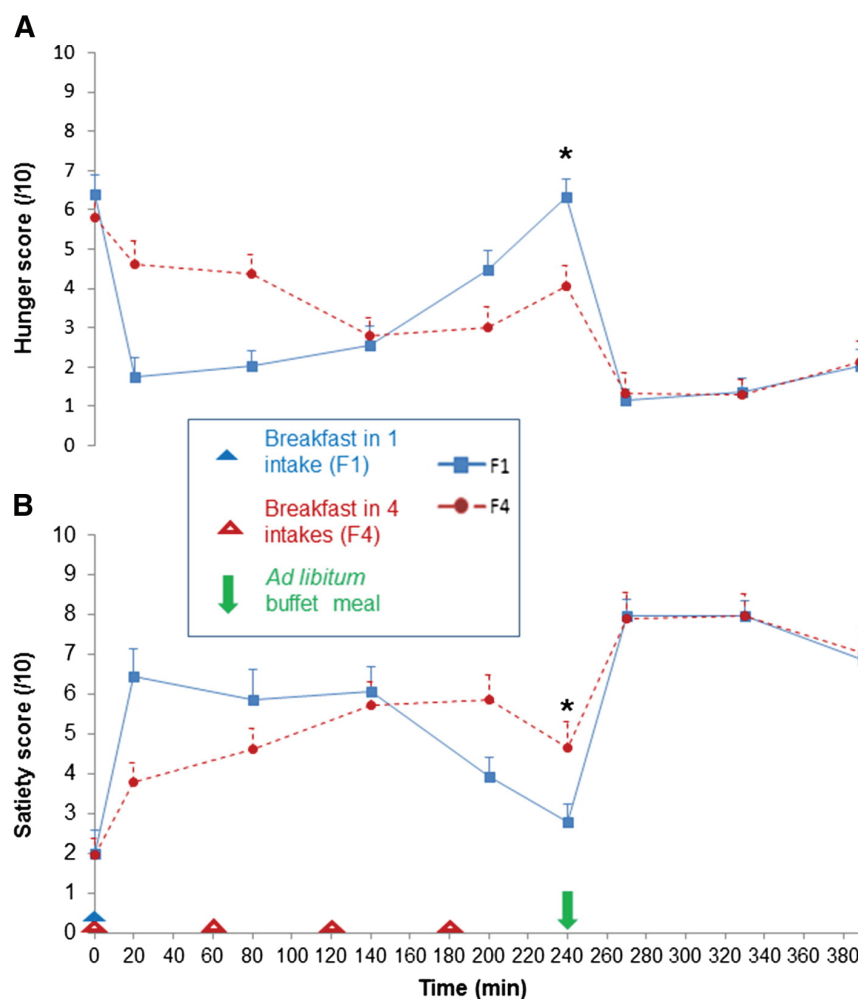 A
10
9
8
7
6
5
4
3
2
1
0
Hunger score (/10)
*
Breakfast in 1
intake (F1)
Breakfast in 4
intakes (F4)
Ad libitum
buffet meal
F1
F4
B
10
9
8
7
6
5
4
3
2
1
0
Satiety score (/10)
*
0 20 40 60 80 100 120 140 160 180 200 220 240 260 280 300 320 340 360 380
Time (min)